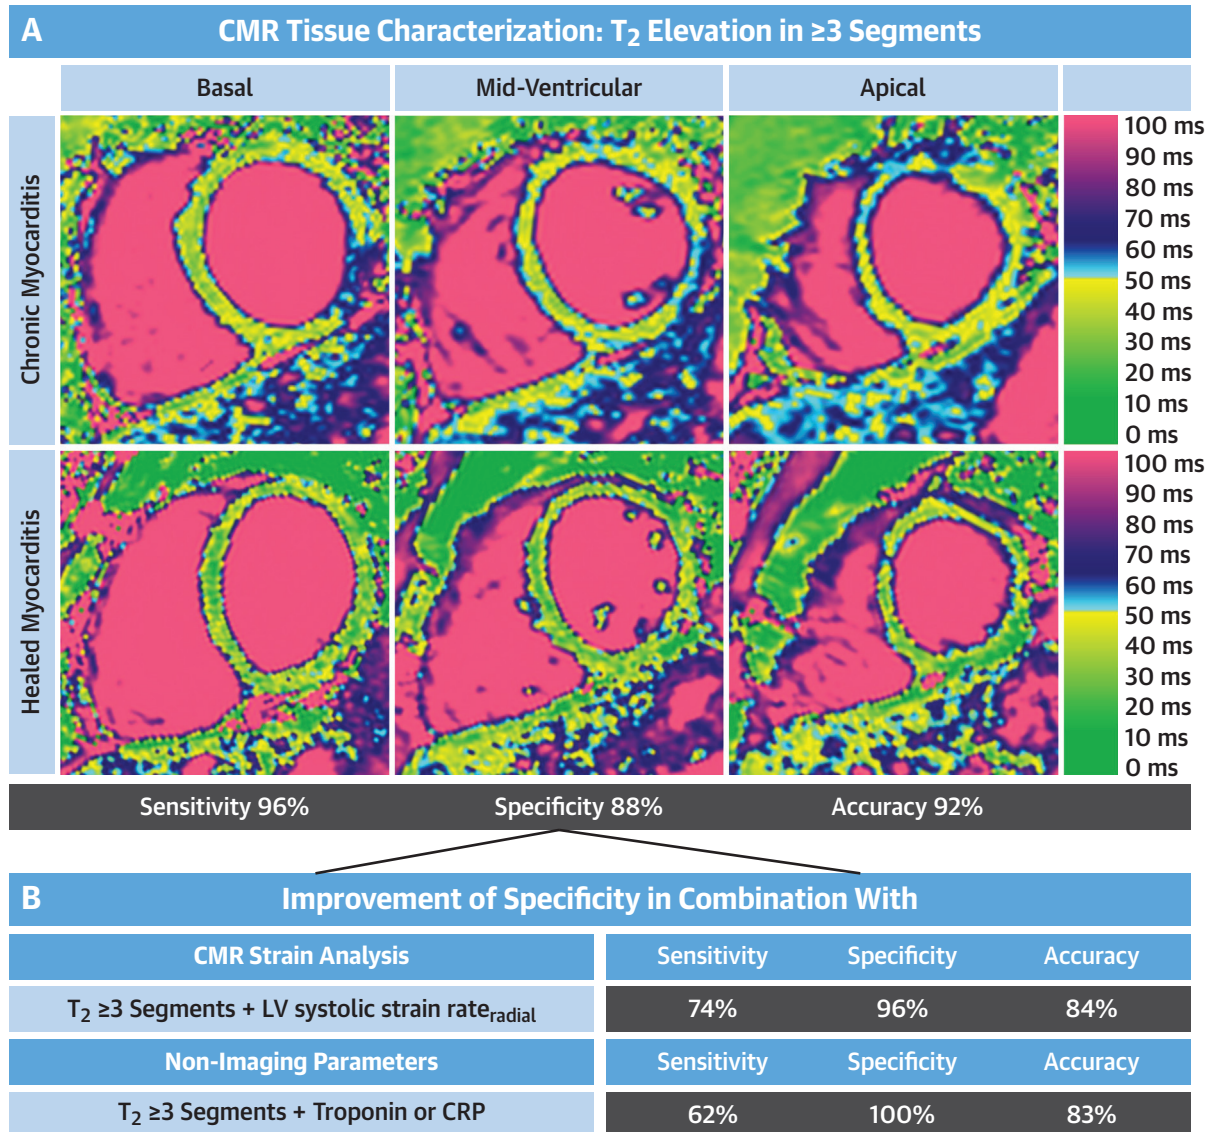 A
CMR Tissue Characterization: T2 Elevation in ≥3 Segments
Basal Mid-Ventricular Apical
Chronic Myocarditis
100 ms
90 ms
80 ms
70 ms
60 ms
50 ms
40 ms
30 ms
20 ms
10 ms
0 ms
Healed Myocarditis
100 ms
90 ms
80 ms
70 ms
60 ms
50 ms
40 ms
30 ms
20 ms
10 ms
0 ms
Sensitivity 96% Specificity 88% Accuracy 92%
B
Improvement of Specificity in Combination With
CMR Strain Analysis Sensitivity Specificity Accuracy
T2 ≥3 Segments + LV systolic strain rateradial 74% 96% 84%
Non-Imaging Parameters Sensitivity Specificity Accuracy
T2 ≥3 Segments + Troponin or CRP 62% 100% 83%